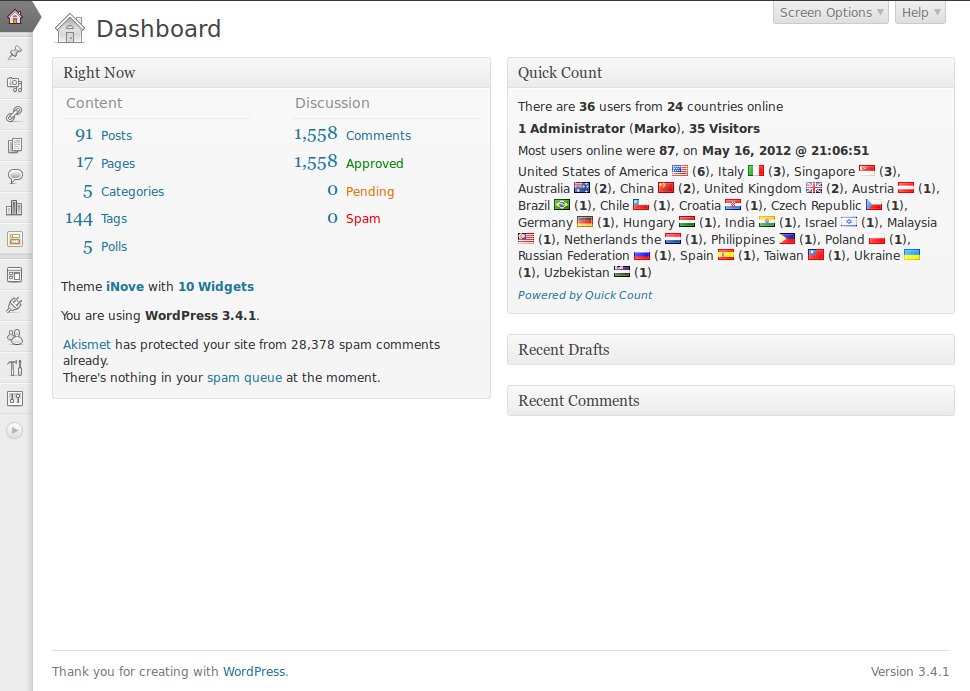 Screen Options Help
Dashboard
Right Now
Content Discussion
91 Posts 1,558 Comments
17 Pages 1,558 Approved
5 Categories 0 Pending
144 Tags 0 Spam
5 Polls
Theme iNove with 10 Widgets
You are using WordPress 3.4.1.
Akismet has protected your site from 28,378 spam comments
already.
There's nothing in your spam queue at the moment.
Quick Count
There are 36 users from 24 countries online
1 Administrator (Marko), 35 Visitors
Most users online were 87, on May 16, 2012 @ 21:06:51
United States of America (6), Italy (3), Singapore (3),
Australia (2), China (2), United Kingdom (2), Austria (1),
Brazil (1), Chile (1), Croatia (1), Czech Republic (1),
Germany (1), Hungary (1), India (1), Israel (1), Malaysia
(1), Netherlands the (1), Philippines (1), Poland (1),
Russian Federation (1), Spain (1), Taiwan (1), Ukraine
(1), Uzbekistan (1)
Powered by Quick Count
Recent Drafts
Recent Comments
Thank you for creating with WordPress. Version 3.4.1